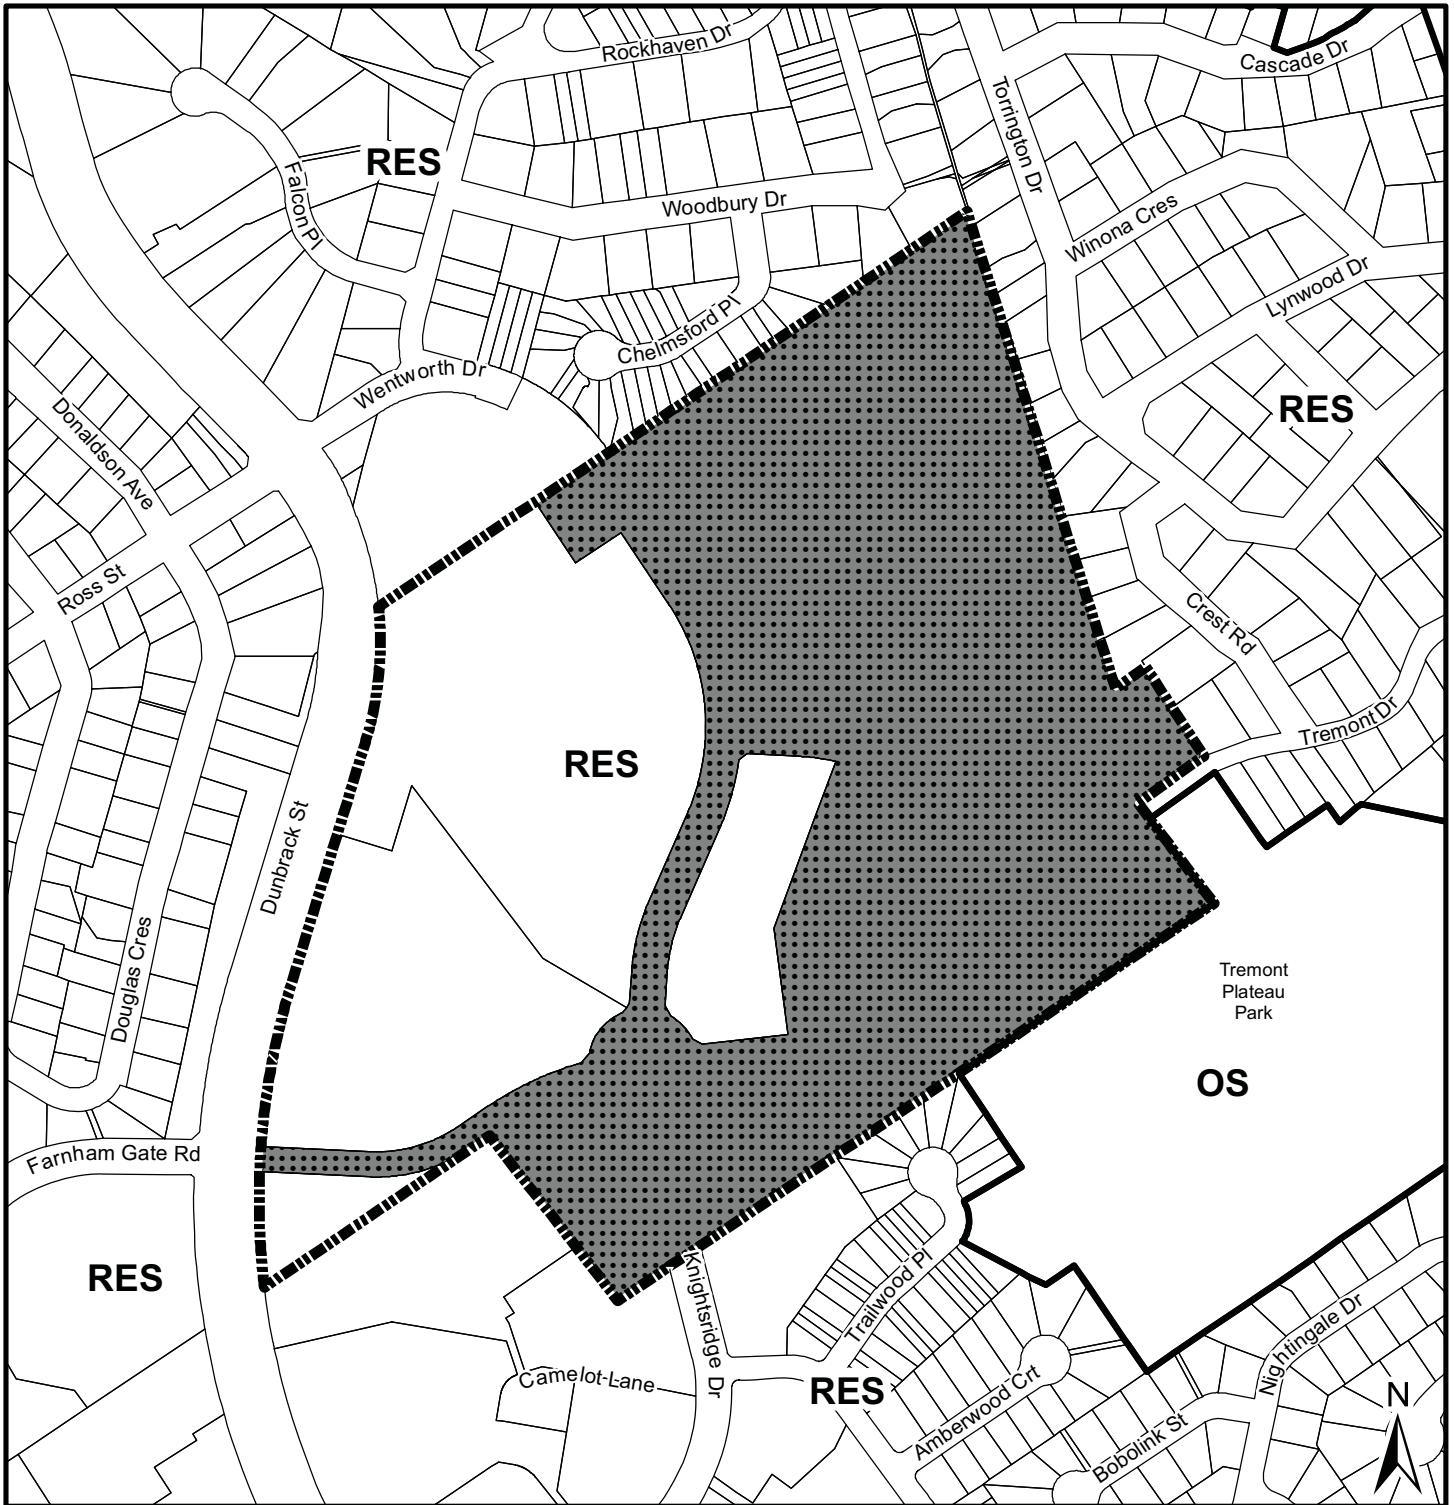 Rockhaven Dr
Cascade Dr
Torrington Dr
RES
Falcon Pl
Woodbury Dr
Winona Cres
Lynwood Dr
Chelmsford Pl
Wentworth Dr
RES
Donaldson Ave
Ross St
Crest Rd
Tremont Dr
RES
Dunbrack St
Douglas Cres
Tremont
Plateau
Park
OS
Farnham Gate Rd
RES
Knightsridge Dr
Trailwood Pl
Nightingale Dr
Camelot Lane
RES
Amberwood Crt
Bobolink St
N